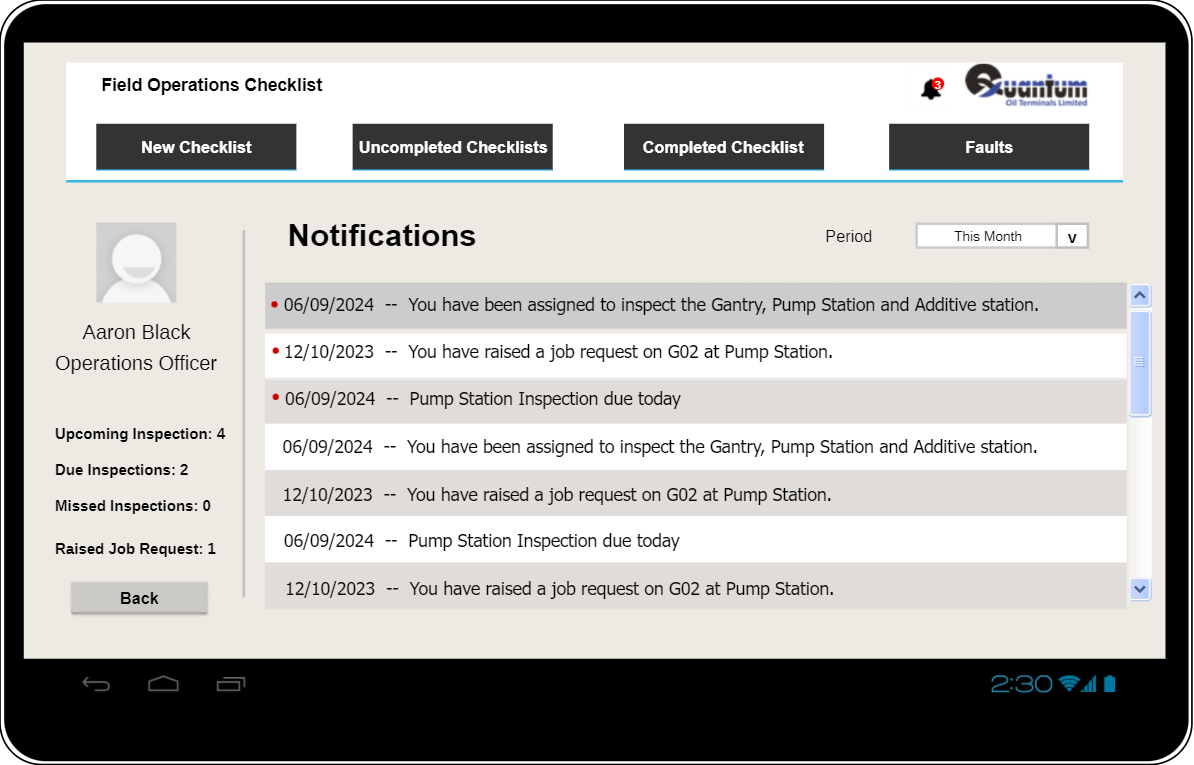 Field Operations Checklist
3
Quantum
Oil Terminals Limited
New Checklist
Uncompleted Checklists
Completed Checklist
Faults
Notifications
Period
This Month
v
Aaron Black
Operations Officer
Upcoming Inspection: 4
Due Inspections: 2
Missed Inspections: 0
Raised Job Request: 1
Back
06/09/2024 -- You have been assigned to inspect the Gantry, Pump Station and Additive station.
12/10/2023 -- You have raised a job request on G02 at Pump Station.
06/09/2024 -- Pump Station Inspection due today
06/09/2024 -- You have been assigned to inspect the Gantry, Pump Station and Additive station.
12/10/2023 -- You have raised a job request on G02 at Pump Station.
06/09/2024 -- Pump Station Inspection due today
12/10/2023 -- You have raised a job request on G02 at Pump Station.
2:30